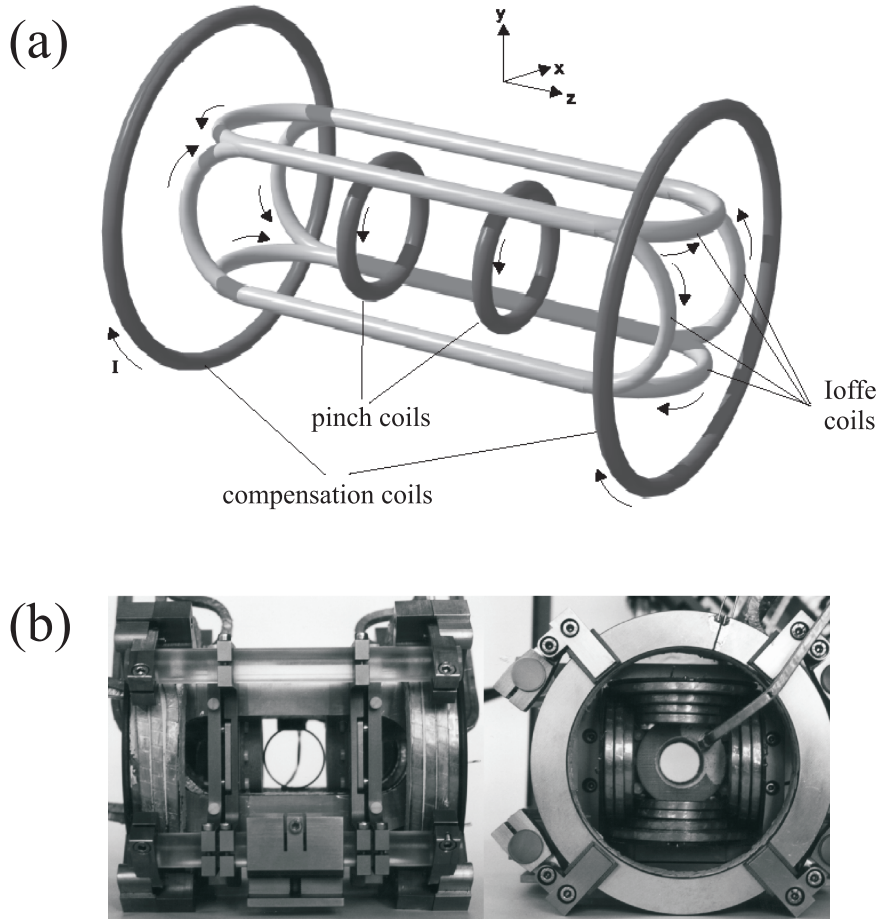 (a)
y
x
z
I
pinch coils
compensation coils
Ioffe
coils
(b)